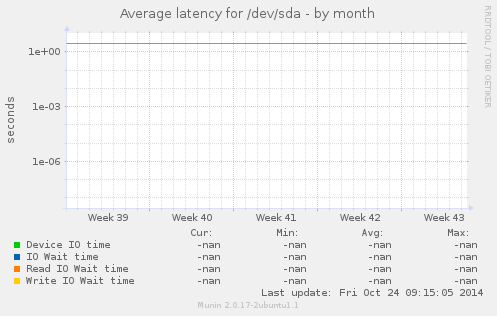 Average latency for /dev/sda - by month
RRDTOOL / TOBI OETIKER
seconds
1e+00
1e-03
1e-06
Week 39 Week 40 Week 41 Week 42 Week 43
Cur: Min: Avg: Max:
Device IO time -nan -nan -nan -nan
IO Wait time -nan -nan -nan -nan
Read IO Wait time -nan -nan -nan -nan
Write IO Wait time -nan -nan -nan -nan
Last update: Fri Oct 24 09:15:05 2014
Munin 2.0.17-2ubuntu1.1